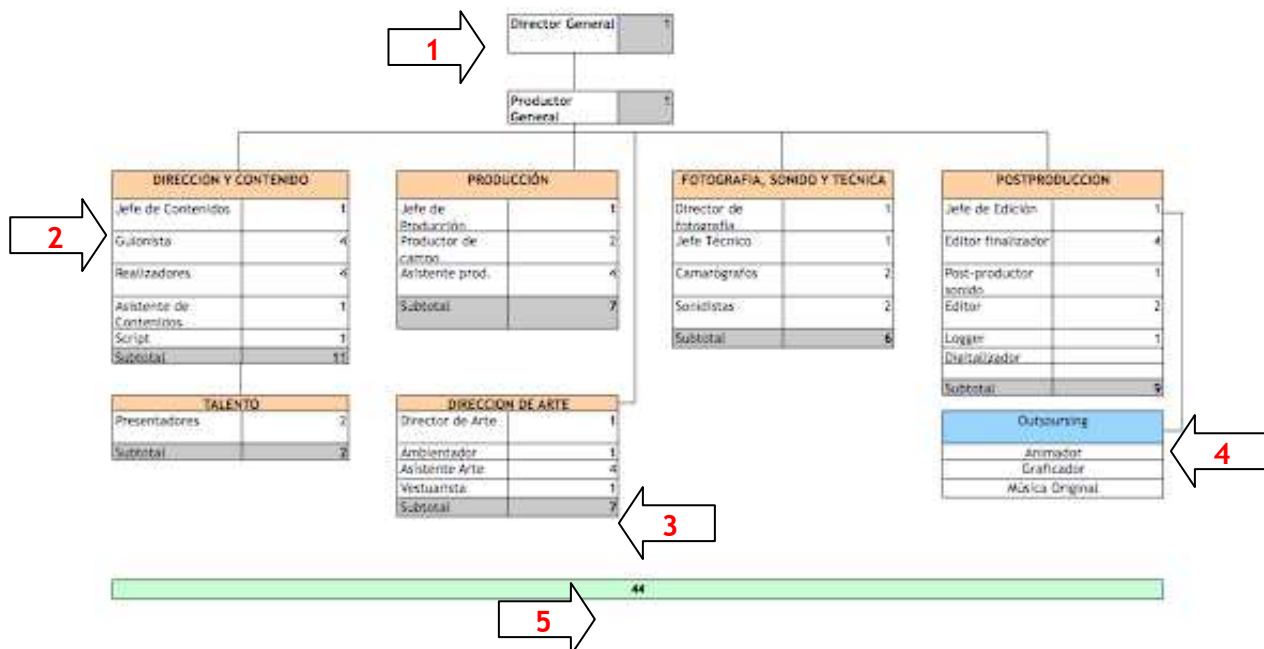 Director General 1
1
Productor
General 1
DIRECCION Y CONTENIDO
Jefe de Contenidos 1
Guionista 4
Realizadores 4
Asistente de
Contenidos 1
Script 1
Subtotal 11
2
TALENTO
Presentadores 2
Subtotal 2
PRODUCCIÓN
Jefe de
Producción 1
Productor de
campo 2
Asistente prod. 4
Subtotal 7
DIRECCION DE ARTE
Director de Arte 1
Ambientador 1
Asistente Arte 4
Vestuarista 1
Subtotal 7
3
FOTOGRAFIA, SONIDO Y TECNICA
Director de
fotografía 1
Jefe Técnico 1
Camarógrafos 2
Sonidistas 2
Subtotal 6
POSTPRODUCCION
Jefe de Edición 1
Editor finalizador 4
Post-productor
sonido 1
Editor 2
Logger 1
Digitalizador
Subtotal 9
Outsoursing
Animador
Graficador
Música Original
4
44
5